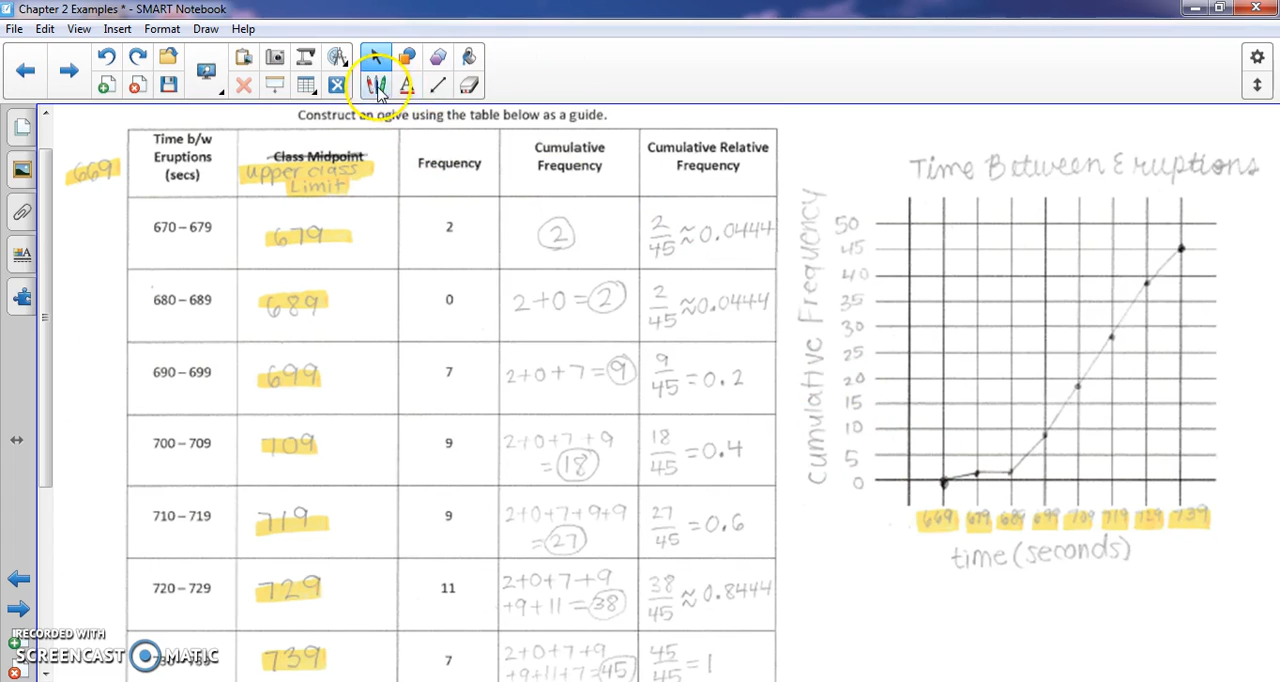 Chapter 2 Examples * - SMART Notebook
File Edit View Insert Format Draw Help
Construct an ogive using the table below as a guide.
669
Time b/w Eruptions (secs)
Class Midpoint
Upper class Limit
Frequency
Cumulative Frequency
Cumulative Relative Frequency
670 – 679 679 2 2 2/45 ≈ 0.0444
680 – 689 689 0 2+0=2 2/45 ≈0.0444
690 – 699 699 7 2+0+7=9 9/45 = 0.2
700 – 709 109 9 2+0+7+9 =18 18/45 = 0.4
710 – 719 719 9 2+0+7+9+9 =27 27/45 = 0.6
720 – 729 729 11 2+0+7+9 +9+11=38 38/45 ≈ 0.8444
739 7 2+0+7+9 +9+11+7=45 45/45 = 1
Time Between Eruptions
Cumulative Frequency
50
45
40
35
30
25
20
15
10
5
0
669 679 689 699 709 719 729 739
time (seconds)
RECORDED WITH
SCREENCAST MATIC